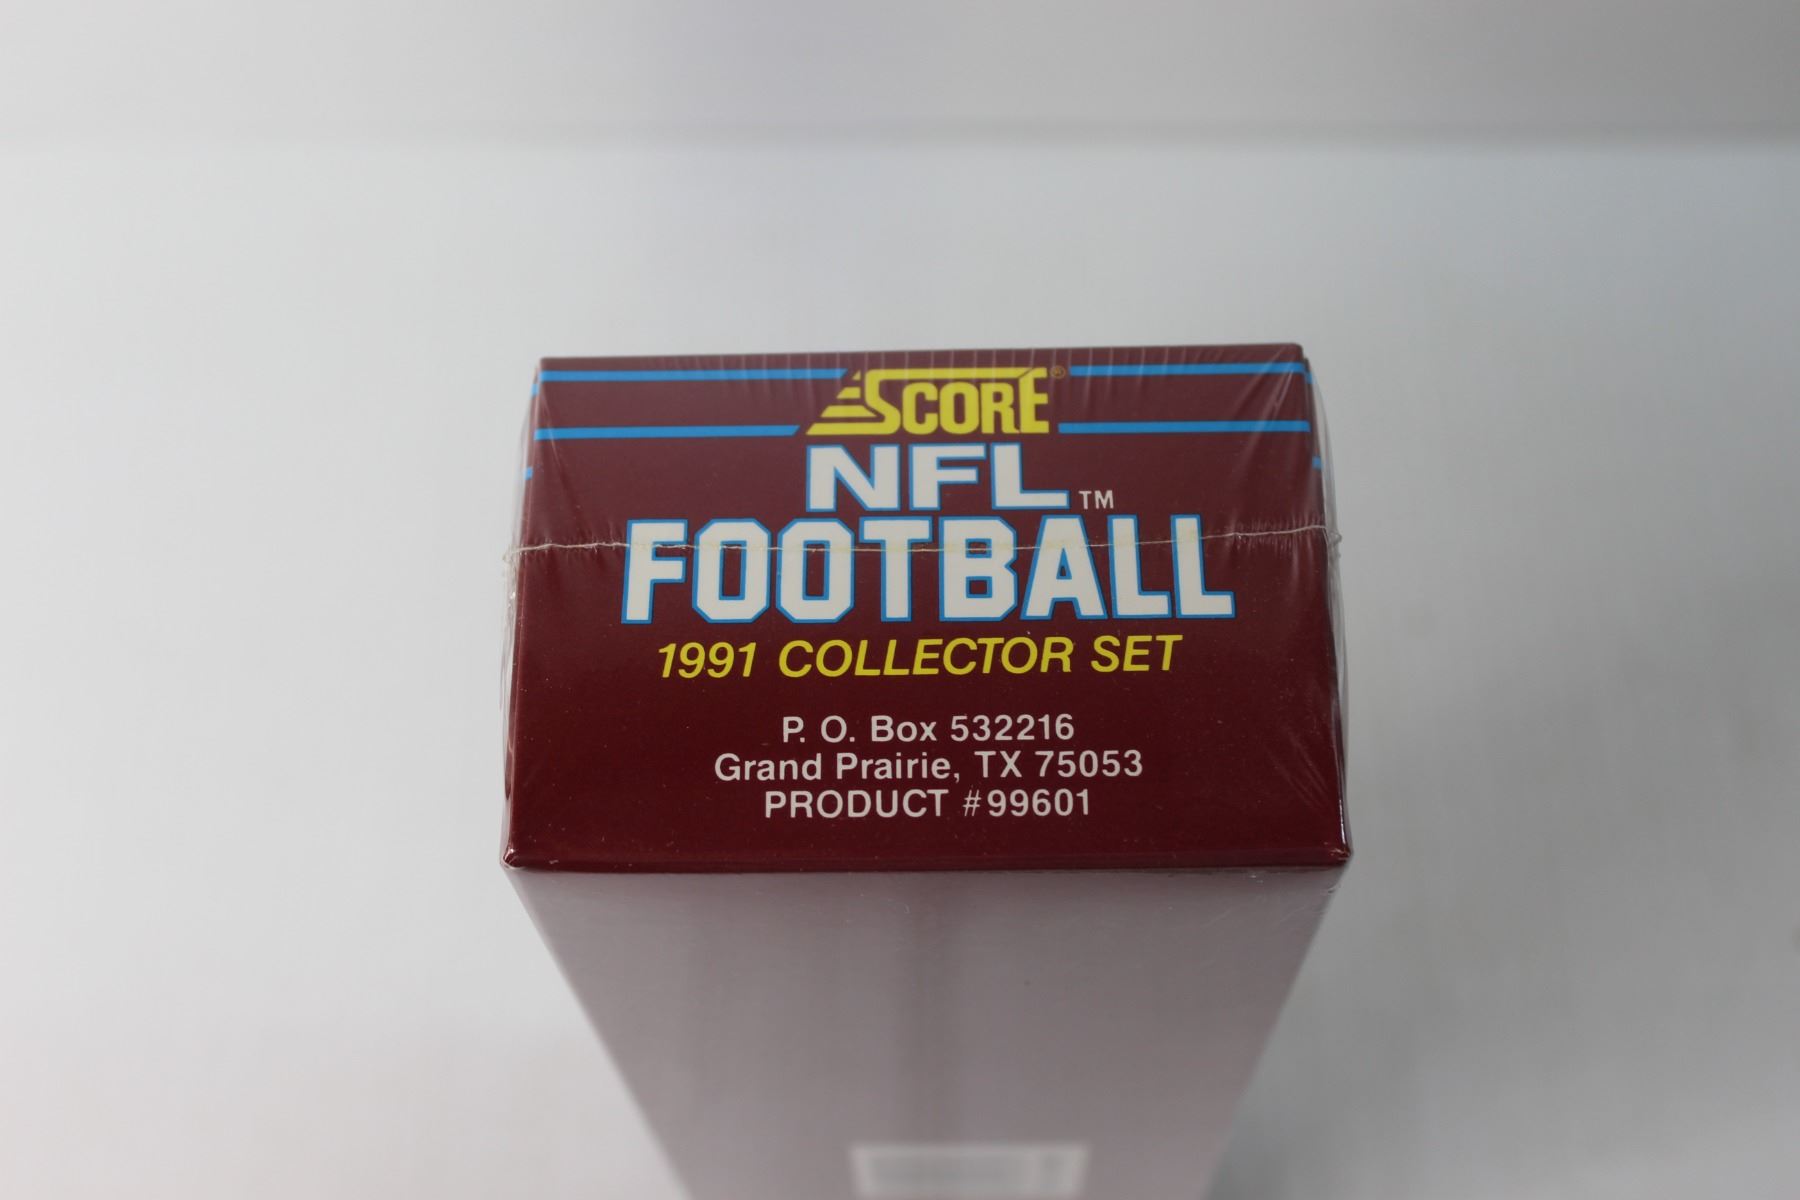 SCORE®
NFL™
FOOTBALL
1991 COLLECTOR SET
P. O. Box 532216
Grand Prairie, TX 75053
PRODUCT #99601